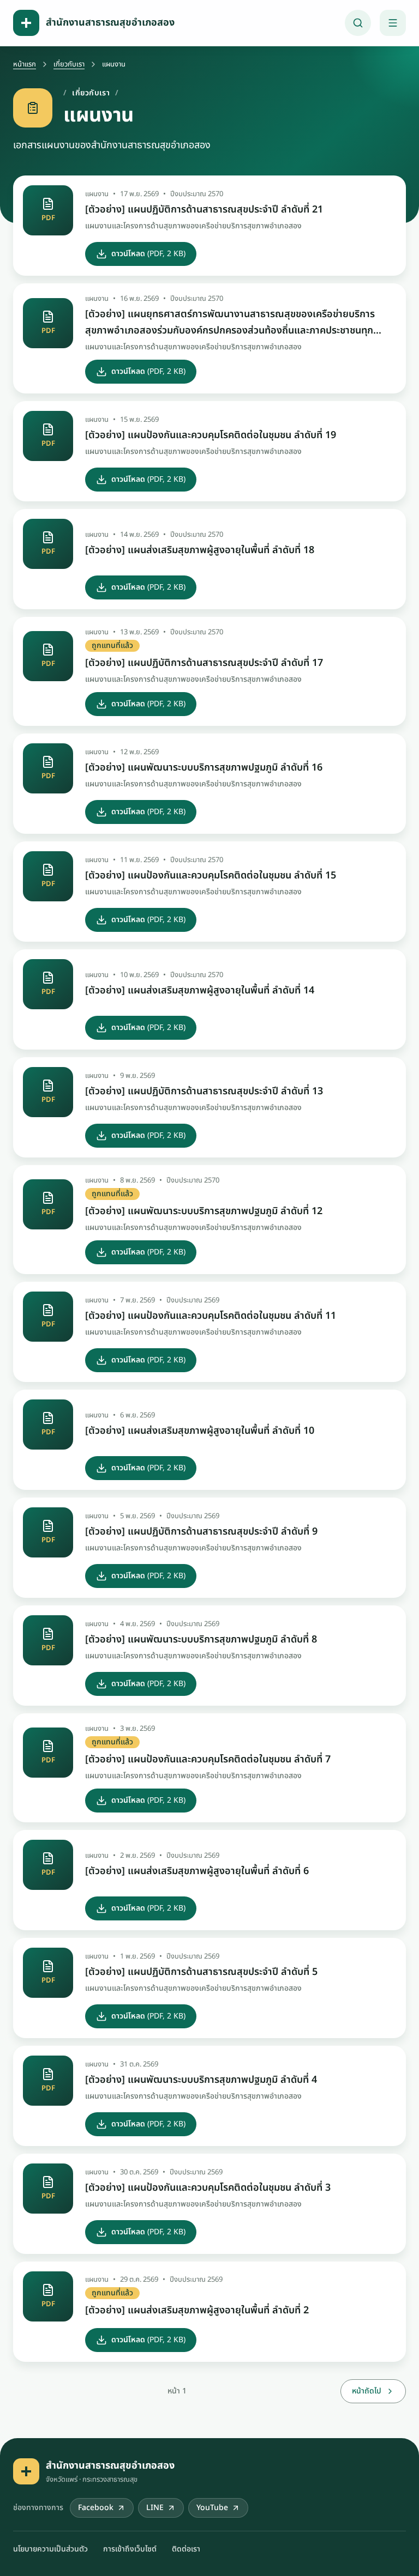 สำนักงานสาธารณสุขอำเภอสอง
หน้าแรก > เกี่ยวกับเรา > แผนงาน
/ เกี่ยวกับเรา /
แผนงาน
เอกสารแผนงานของสำนักงานสาธารณสุขอำเภอสอง
PDF
แผนงาน • 17 พ.ย. 2569 • ปีงบประมาณ 2570
[ตัวอย่าง] แผนปฏิบัติการด้านสาธารณสุขประจำปี ลำดับที่ 21
แผนงานและโครงการด้านสุขภาพของเครือข่ายบริการสุขภาพอำเภอสอง
ดาวน์โหลด (PDF, 2 KB)
PDF
แผนงาน • 16 พ.ย. 2569 • ปีงบประมาณ 2570
[ตัวอย่าง] แผนยุทธศาสตร์การพัฒนางานสาธารณสุขของเครือข่ายบริการ
สุขภาพอำเภอสองร่วมกับองค์กรปกครองส่วนท้องถิ่นและภาคประชาชนทุก...
แผนงานและโครงการด้านสุขภาพของเครือข่ายบริการสุขภาพอำเภอสอง
ดาวน์โหลด (PDF, 2 KB)
PDF
แผนงาน • 15 พ.ย. 2569
[ตัวอย่าง] แผนป้องกันและควบคุมโรคติดต่อในชุมชน ลำดับที่ 19
แผนงานและโครงการด้านสุขภาพของเครือข่ายบริการสุขภาพอำเภอสอง
ดาวน์โหลด (PDF, 2 KB)
PDF
แผนงาน • 14 พ.ย. 2569 • ปีงบประมาณ 2570
[ตัวอย่าง] แผนส่งเสริมสุขภาพผู้สูงอายุในพื้นที่ ลำดับที่ 18
ดาวน์โหลด (PDF, 2 KB)
PDF
แผนงาน • 13 พ.ย. 2569 • ปีงบประมาณ 2570
ถูกแทนที่แล้ว
[ตัวอย่าง] แผนปฏิบัติการด้านสาธารณสุขประจำปี ลำดับที่ 17
แผนงานและโครงการด้านสุขภาพของเครือข่ายบริการสุขภาพอำเภอสอง
ดาวน์โหลด (PDF, 2 KB)
PDF
แผนงาน • 12 พ.ย. 2569
[ตัวอย่าง] แผนพัฒนาระบบบริการสุขภาพปฐมภูมิ ลำดับที่ 16
แผนงานและโครงการด้านสุขภาพของเครือข่ายบริการสุขภาพอำเภอสอง
ดาวน์โหลด (PDF, 2 KB)
PDF
แผนงาน • 11 พ.ย. 2569 • ปีงบประมาณ 2570
[ตัวอย่าง] แผนป้องกันและควบคุมโรคติดต่อในชุมชน ลำดับที่ 15
แผนงานและโครงการด้านสุขภาพของเครือข่ายบริการสุขภาพอำเภอสอง
ดาวน์โหลด (PDF, 2 KB)
PDF
แผนงาน • 10 พ.ย. 2569 • ปีงบประมาณ 2570
[ตัวอย่าง] แผนส่งเสริมสุขภาพผู้สูงอายุในพื้นที่ ลำดับที่ 14
ดาวน์โหลด (PDF, 2 KB)
PDF
แผนงาน • 9 พ.ย. 2569
[ตัวอย่าง] แผนปฏิบัติการด้านสาธารณสุขประจำปี ลำดับที่ 13
แผนงานและโครงการด้านสุขภาพของเครือข่ายบริการสุขภาพอำเภอสอง
ดาวน์โหลด (PDF, 2 KB)
PDF
แผนงาน • 8 พ.ย. 2569 • ปีงบประมาณ 2570
ถูกแทนที่แล้ว
[ตัวอย่าง] แผนพัฒนาระบบบริการสุขภาพปฐมภูมิ ลำดับที่ 12
แผนงานและโครงการด้านสุขภาพของเครือข่ายบริการสุขภาพอำเภอสอง
ดาวน์โหลด (PDF, 2 KB)
PDF
แผนงาน • 7 พ.ย. 2569 • ปีงบประมาณ 2569
[ตัวอย่าง] แผนป้องกันและควบคุมโรคติดต่อในชุมชน ลำดับที่ 11
แผนงานและโครงการด้านสุขภาพของเครือข่ายบริการสุขภาพอำเภอสอง
ดาวน์โหลด (PDF, 2 KB)
PDF
แผนงาน • 6 พ.ย. 2569
[ตัวอย่าง] แผนส่งเสริมสุขภาพผู้สูงอายุในพื้นที่ ลำดับที่ 10
ดาวน์โหลด (PDF, 2 KB)
PDF
แผนงาน • 5 พ.ย. 2569 • ปีงบประมาณ 2569
[ตัวอย่าง] แผนปฏิบัติการด้านสาธารณสุขประจำปี ลำดับที่ 9
แผนงานและโครงการด้านสุขภาพของเครือข่ายบริการสุขภาพอำเภอสอง
ดาวน์โหลด (PDF, 2 KB)
PDF
แผนงาน • 4 พ.ย. 2569 • ปีงบประมาณ 2569
[ตัวอย่าง] แผนพัฒนาระบบบริการสุขภาพปฐมภูมิ ลำดับที่ 8
แผนงานและโครงการด้านสุขภาพของเครือข่ายบริการสุขภาพอำเภอสอง
ดาวน์โหลด (PDF, 2 KB)
PDF
แผนงาน • 3 พ.ย. 2569
ถูกแทนที่แล้ว
[ตัวอย่าง] แผนป้องกันและควบคุมโรคติดต่อในชุมชน ลำดับที่ 7
แผนงานและโครงการด้านสุขภาพของเครือข่ายบริการสุขภาพอำเภอสอง
ดาวน์โหลด (PDF, 2 KB)
PDF
แผนงาน • 2 พ.ย. 2569 • ปีงบประมาณ 2569
[ตัวอย่าง] แผนส่งเสริมสุขภาพผู้สูงอายุในพื้นที่ ลำดับที่ 6
ดาวน์โหลด (PDF, 2 KB)
PDF
แผนงาน • 1 พ.ย. 2569 • ปีงบประมาณ 2569
[ตัวอย่าง] แผนปฏิบัติการด้านสาธารณสุขประจำปี ลำดับที่ 5
แผนงานและโครงการด้านสุขภาพของเครือข่ายบริการสุขภาพอำเภอสอง
ดาวน์โหลด (PDF, 2 KB)
PDF
แผนงาน • 31 ต.ค. 2569
[ตัวอย่าง] แผนพัฒนาระบบบริการสุขภาพปฐมภูมิ ลำดับที่ 4
แผนงานและโครงการด้านสุขภาพของเครือข่ายบริการสุขภาพอำเภอสอง
ดาวน์โหลด (PDF, 2 KB)
PDF
แผนงาน • 30 ต.ค. 2569 • ปีงบประมาณ 2569
[ตัวอย่าง] แผนป้องกันและควบคุมโรคติดต่อในชุมชน ลำดับที่ 3
แผนงานและโครงการด้านสุขภาพของเครือข่ายบริการสุขภาพอำเภอสอง
ดาวน์โหลด (PDF, 2 KB)
PDF
แผนงาน • 29 ต.ค. 2569 • ปีงบประมาณ 2569
ถูกแทนที่แล้ว
[ตัวอย่าง] แผนส่งเสริมสุขภาพผู้สูงอายุในพื้นที่ ลำดับที่ 2
ดาวน์โหลด (PDF, 2 KB)
หน้า 1
หน้าถัดไป
สำนักงานสาธารณสุขอำเภอสอง
จังหวัดแพร่ · กระทรวงสาธารณสุข
ช่องทางทางการ Facebook LINE YouTube
นโยบายความเป็นส่วนตัว การเข้าถึงเว็บไซต์ ติดต่อเรา